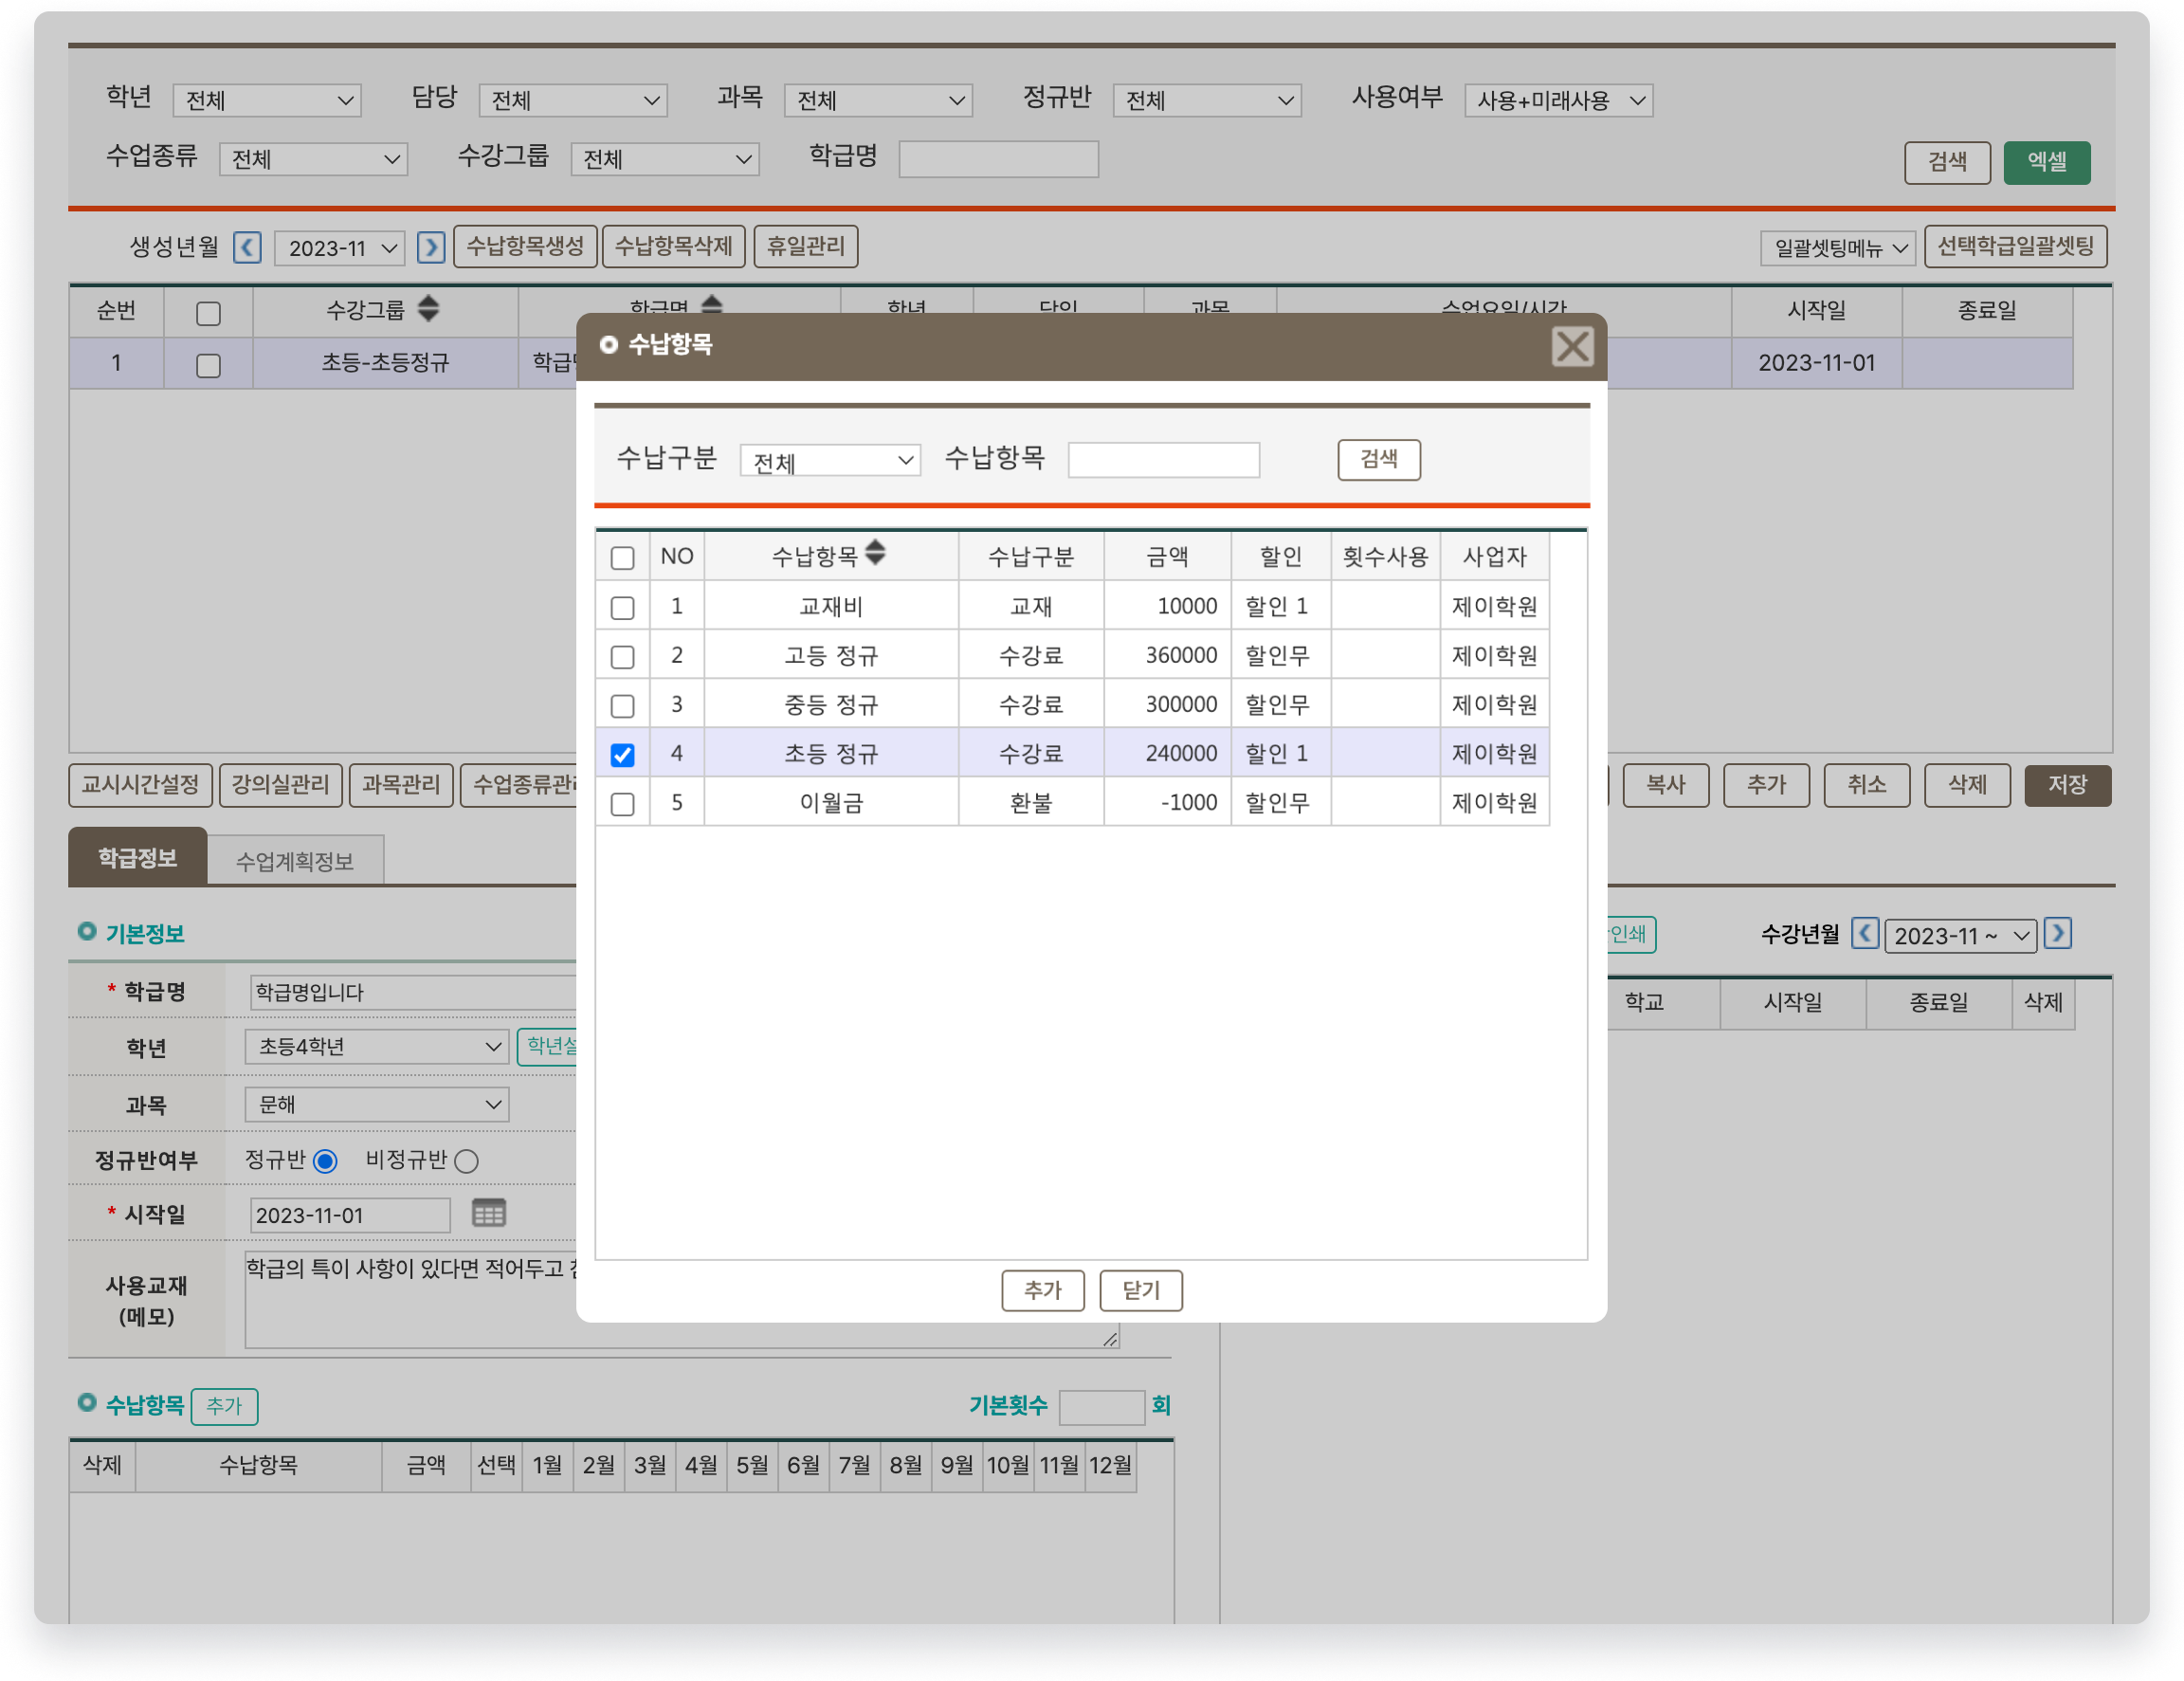 학년 전체 담당 전체 과목 전체 정규반 전체 사용여부 사용+미래사용
수업종류 전체 수강그룹 전체 학급명 검색 엑셀
생성년월 2023-11 수납항목생성 수납항목삭제 휴일관리 일괄셋팅메뉴 선택학급일괄셋팅
순번 수강그룹 학급명 학년 담임 과목 수업요일/시간 시작일 종료일
1 초등-초등정규 2023-11-01
수납항목
수납구분 전체 수납항목 검색
NO 수납항목 수납구분 금액 할인 횟수사용 사업자
1 교재비 교재 10000 할인 1 제이학원
2 고등 정규 수강료 360000 할인무 제이학원
3 중등 정규 수강료 300000 할인무 제이학원
4 초등 정규 수강료 240000 할인 1 제이학원
5 이월금 환불 -1000 할인무 제이학원
추가 닫기
교시시간설정 강의실관리 과목관리 복사 추가 취소 삭제 저장
학급정보 수업계획정보
기본정보 인쇄 수강년월 2023-11 ~
학교 시작일 종료일 삭제
* 학급명 학급명입니다
학년 초등4학년
과목 문해
정규반여부 정규반 비정규반
* 시작일 2023-11-01
사용교재
(메모)
학급의 특이 사항이 있다면 적어두고
수납항목 추가 기본횟수 회
삭제 수납항목 금액 선택 1월 2월 3월 4월 5월 6월 7월 8월 9월 10월 11월 12월